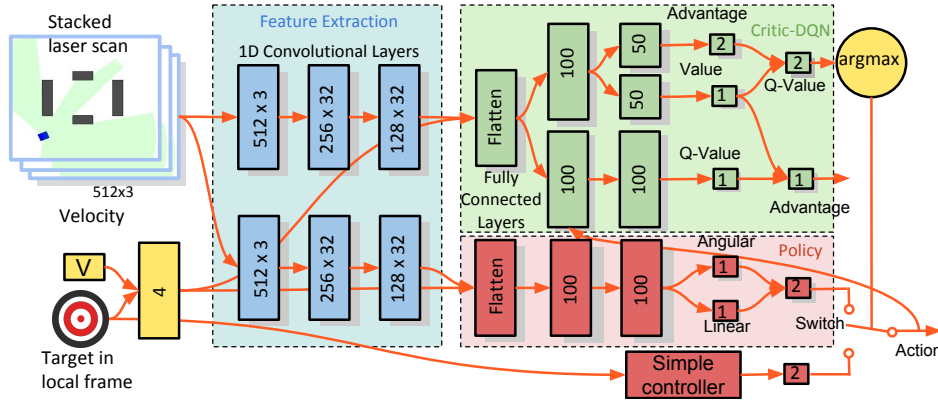 Stacked
laser scan
512x3
Velocity
V
Target in
local frame
4
Feature Extraction
1D Convolutional Layers
512 x 3
256 x 32
128 x 32
512 x 3
256 x 32
128 x 32
Critic-DQN
Flatten
Fully
Connected
Layers
100
50
50
Advantage
2
Value
1
2
Q-Value
argmax
100
100
Q-Value
1
1
Advantage
Policy
Flatten
100
100
Angular
1
1
Linear
2
Switch
Action
Simple
controller
2